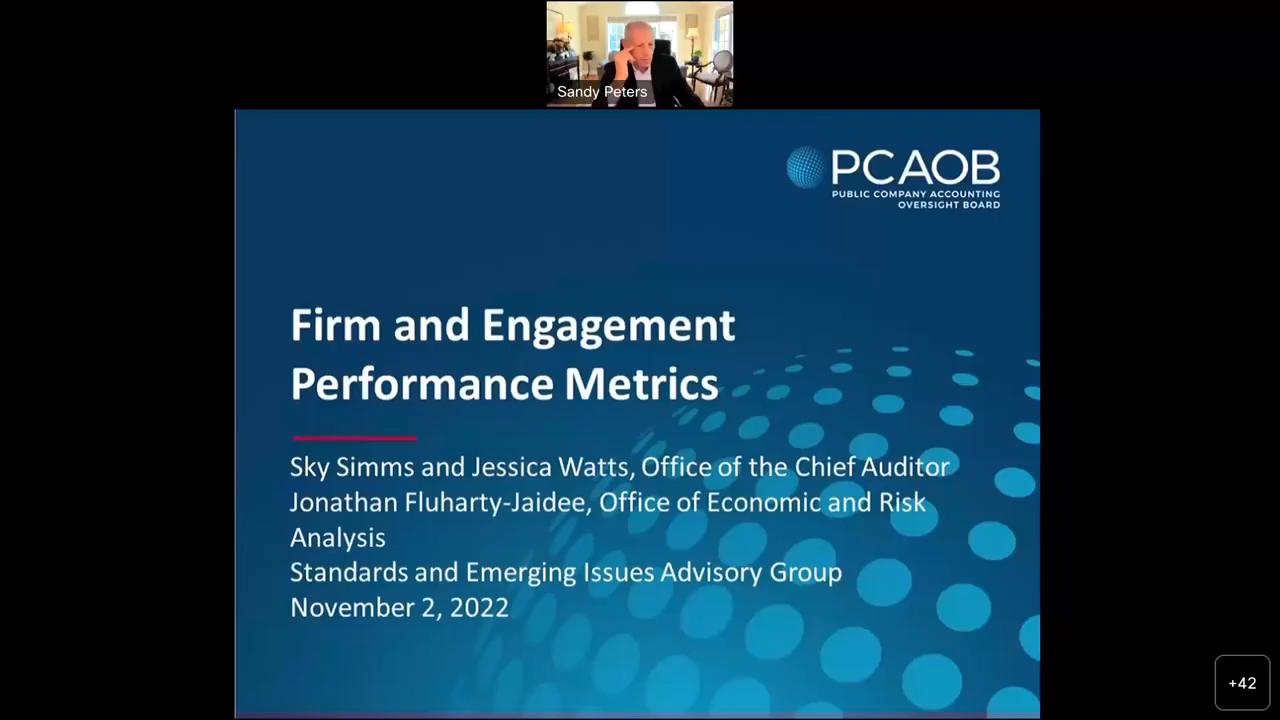 Sandy Peters
PCAOB
PUBLIC COMPANY ACCOUNTING
OVERSIGHT BOARD
Firm and Engagement
Performance Metrics
Sky Simms and Jessica Watts, Office of the Chief Auditor
Jonathan Fluharty-Jaidee, Office of Economic and Risk
Analysis
Standards and Emerging Issues Advisory Group
November 2, 2022
+42